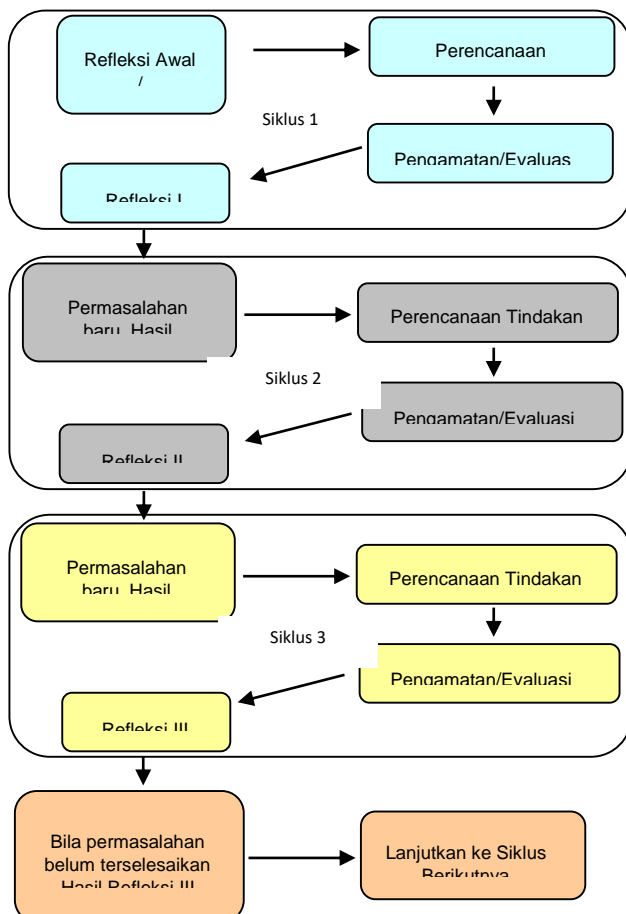 Refleksi Awal
/
Perencanaan
Siklus 1
Pengamatan/Evaluas
Refleksi I
Permasalahan
baru, Hasil
Perencanaan Tindakan
Siklus 2
Pengamatan/Evaluasi
Refleksi II
Permasalahan
baru, Hasil
Perencanaan Tindakan
Siklus 3
Pengamatan/Evaluasi
Refleksi III
Bila permasalahan
belum terselesaikan
Hasil Refleksi III
Lanjutkan ke Siklus
Berikutnya